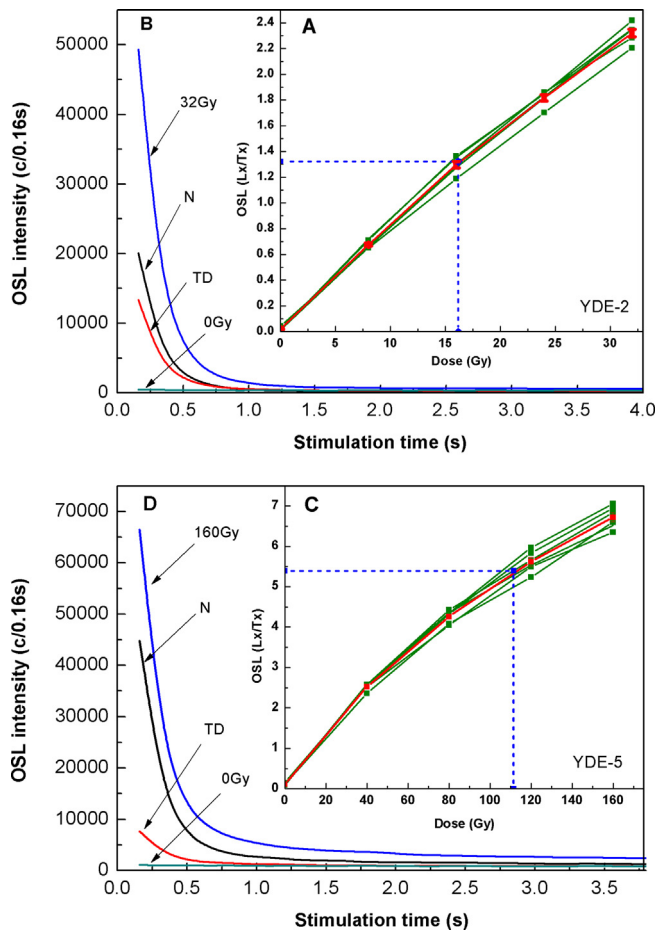 B
A
OSL intensity (c/0.16s)
50000
40000
30000
20000
10000
0
32Gy
N
TD
0Gy
0.0 0.5 1.0 1.5 2.0 2.5 3.0 3.5 4.0
Stimulation time (s)
OSL (Lx/Tx)
2.4
2.2
2.0
1.8
1.6
1.4
1.2
1.0
0.8
0.6
0.4
0.2
0.0
0 5 10 15 20 25 30
Dose (Gy)
YDE-2
D
C
OSL intensity (c/0.16s)
70000
60000
50000
40000
30000
20000
10000
0
160Gy
N
TD
0Gy
0.0 0.5 1.0 1.5 2.0 2.5 3.0 3.5
Stimulation time (s)
OSL (Lx/Tx)
7
6
5
4
3
2
1
0
0 20 40 60 80 100 120 140 160
Dose (Gy)
YDE-5